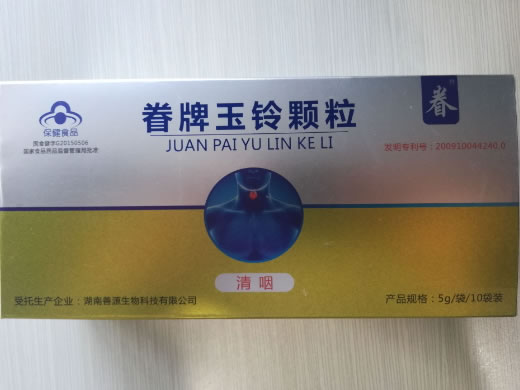 眷牌玉铃颗粒
JUAN PAI YU LIN KE LI
眷
保健食品
国食健字G20150508
国家食品药品监督管理局批准
发明专利号：200910044240.0
清咽
受托生产企业：湖南善源生物科技有限公司
产品规格：5g/袋/10袋装